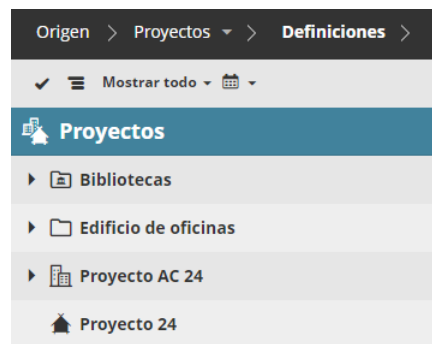 Origen > Proyectos > Definiciones >
Mostrar todo
Proyectos
Bibliotecas
Edificio de oficinas
Proyecto AC 24
Proyecto 24